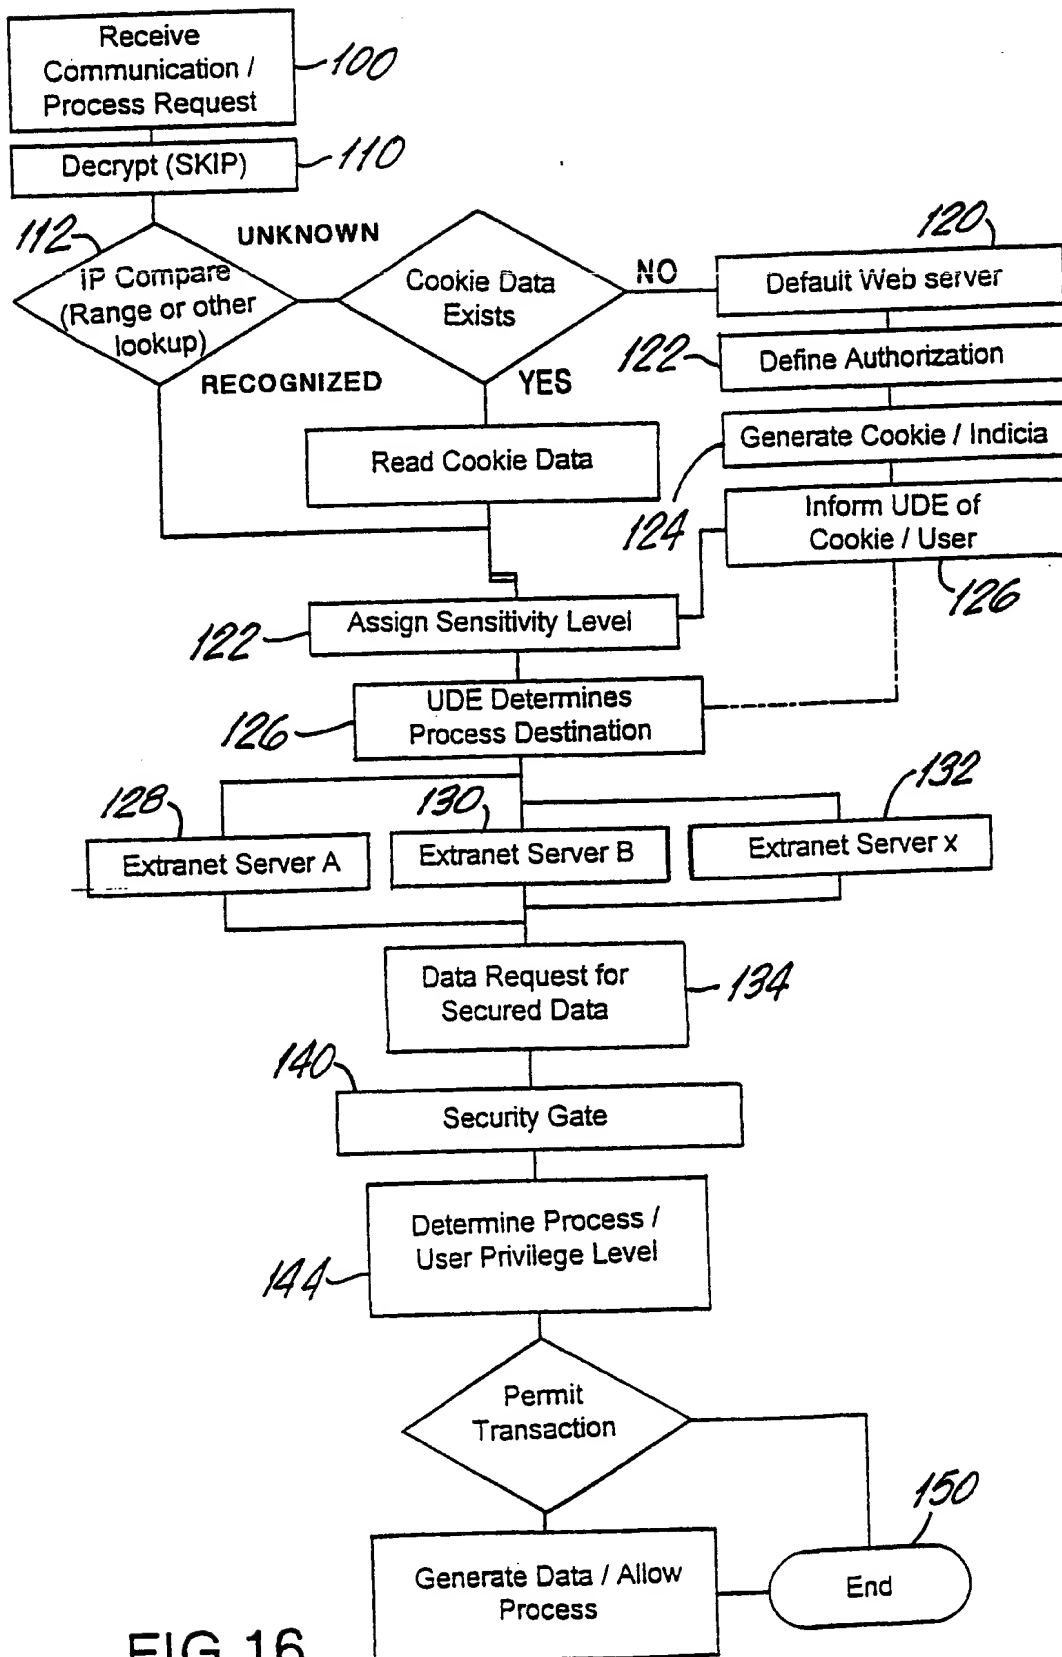 Receive
Communication /
Process Request
100
Decrypt (SKIP)
110
112
IP Compare
(Range or other
lookup)
UNKNOWN
RECOGNIZED
Cookie Data
Exists
NO
YES
120
Default Web server
122
Define Authorization
Generate Cookie / Indicia
124
Inform UDE of
Cookie / User
126
Read Cookie Data
122
Assign Sensitivity Level
126
UDE Determines
Process Destination
128
Extranet Server A
130
Extranet Server B
132
Extranet Server x
Data Request for
Secured Data
134
140
Security Gate
Determine Process /
User Privilege Level
144
Permit
Transaction
150
Generate Data / Allow
Process
End
FIG 16